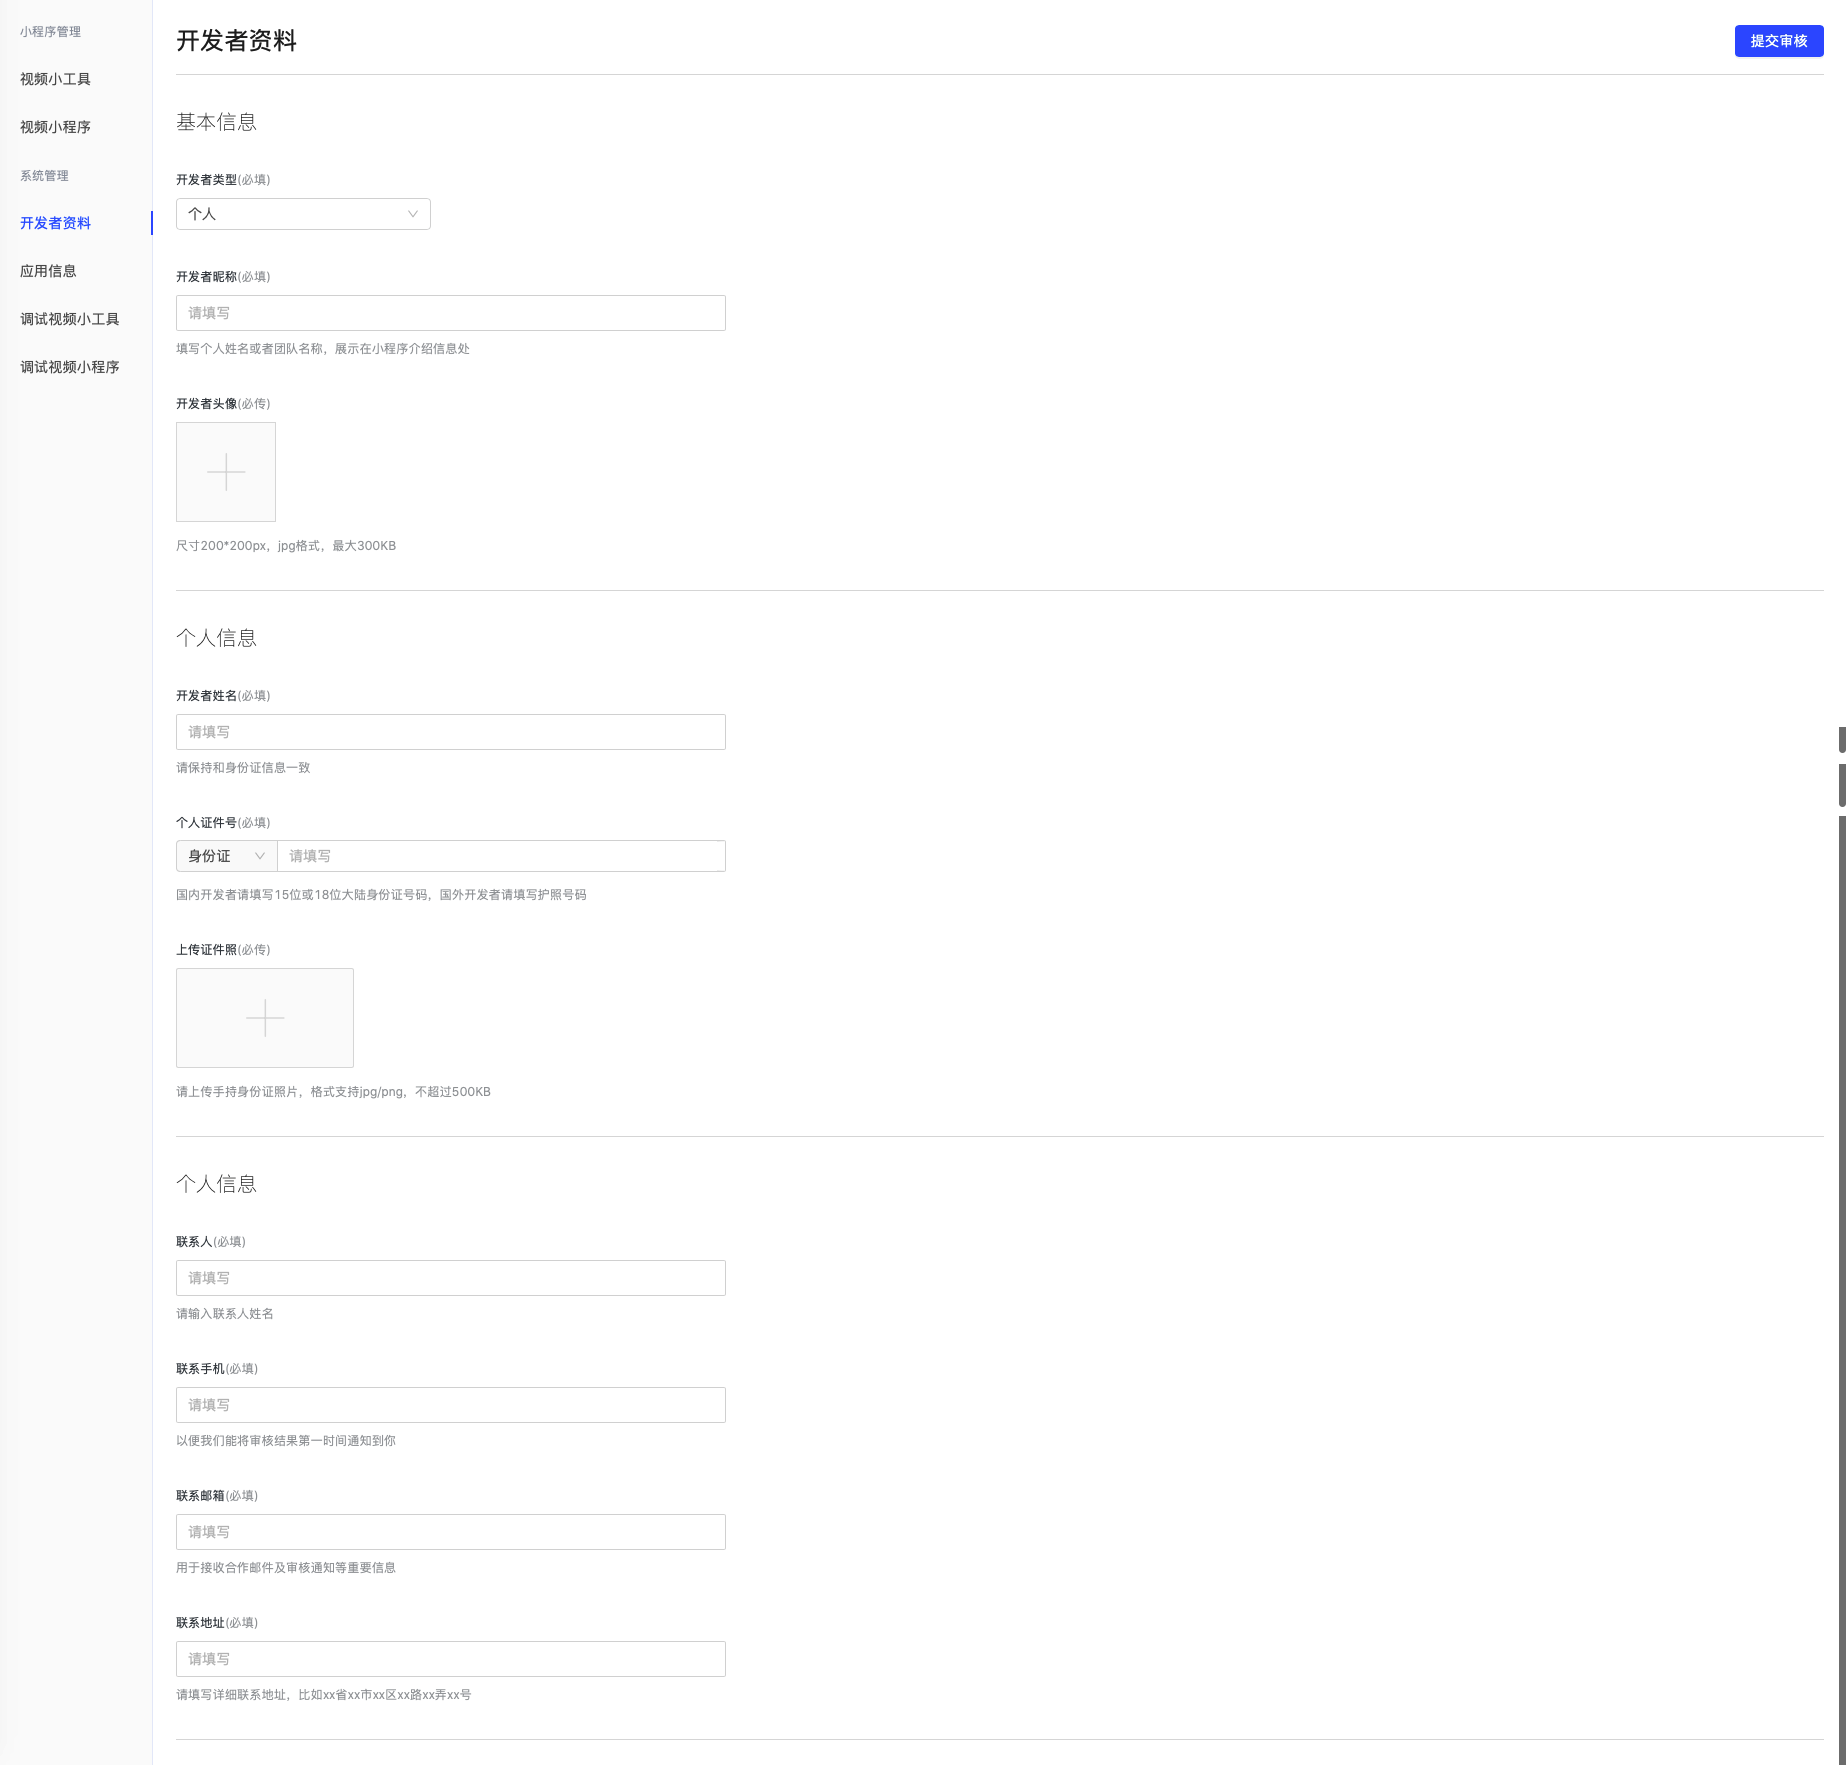 小程序管理
视频小工具
视频小程序
系统管理
开发者资料
应用信息
调试视频小工具
调试视频小程序
开发者资料
提交审核
基本信息
开发者类型(必填)
个人
开发者昵称(必填)
请填写
填写个人姓名或者团队名称，展示在小程序介绍信息处
开发者头像(必传)
尺寸200*200px，jpg格式，最大300KB
个人信息
开发者姓名(必填)
请填写
请保持和身份证信息一致
个人证件号(必填)
身份证 请填写
国内开发者请填写15位或18位大陆身份证号码，国外开发者请填写护照号码
上传证件照(必传)
请上传手持身份证照片，格式支持jpg/png，不超过500KB
个人信息
联系人(必填)
请填写
请输入联系人姓名
联系手机(必填)
请填写
以便我们能将审核结果第一时间通知到你
联系邮箱(必填)
请填写
用于接收合作邮件及审核通知等重要信息
联系地址(必填)
请填写
请填写详细联系地址，比如xx省xx市xx区xx路xx弄xx号